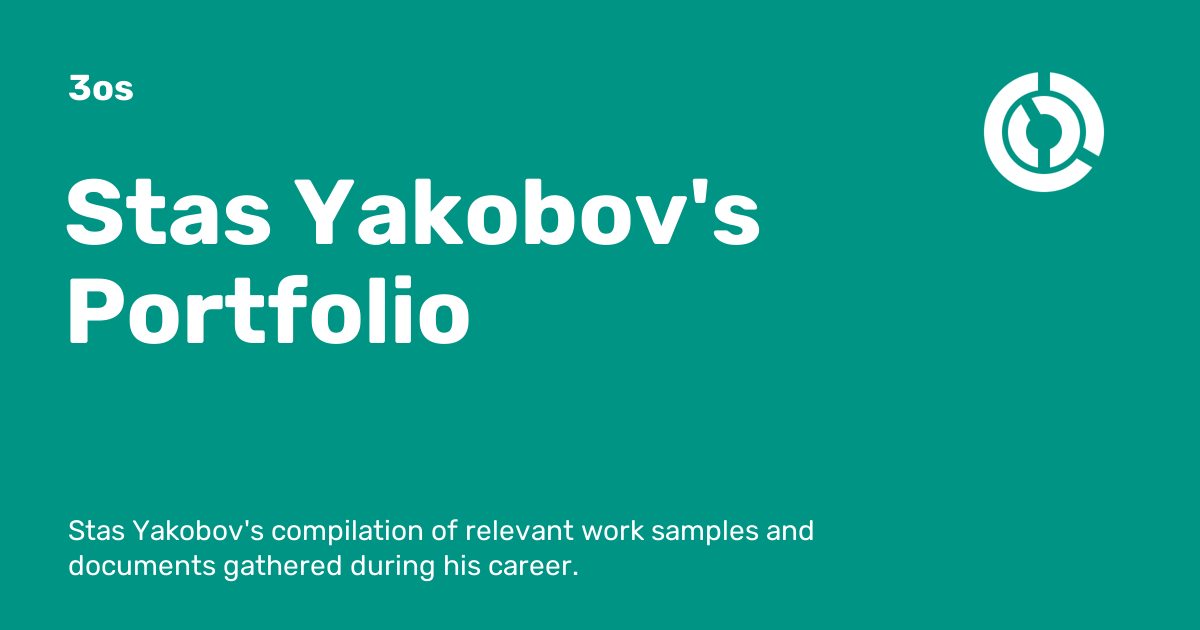 3os
Stas Yakobov's
Portfolio
Stas Yakobov's compilation of relevant work samples and
documents gathered during his career.